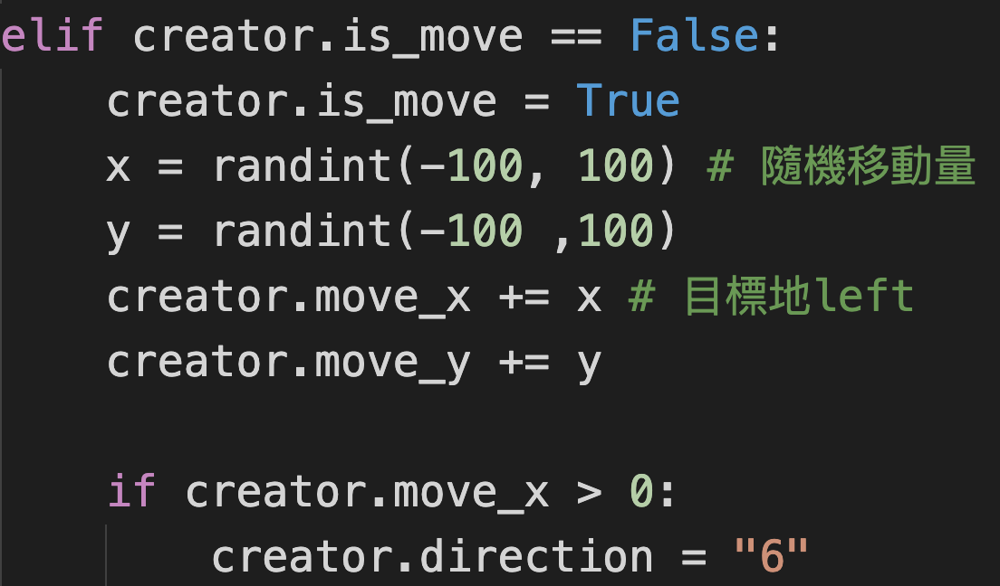 elif creator.is_move == False:
    creator.is_move = True
    x = randint(-100, 100) # 隨機移動量
    y = randint(-100 ,100)
    creator.move_x += x # 目標地left
    creator.move_y += y

    if creator.move_x > 0:
        creator.direction = "6"